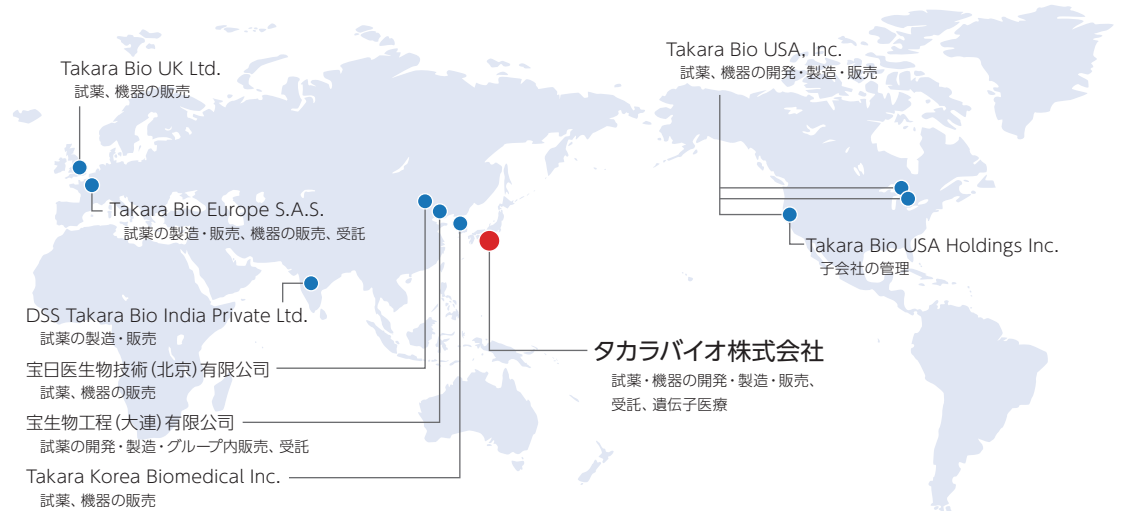 Takara Bio UK Ltd.
試薬、機器の販売
Takara Bio Europe S.A.S.
試薬の製造・販売、機器の販売、受託
DSS Takara Bio India Private Ltd.
試薬の製造・販売
宝日医生物技術(北京)有限公司
試薬、機器の販売
宝生物工程(大連)有限公司
試薬の開発・製造・グループ内販売、受託
Takara Korea Biomedical Inc.
試薬、機器の販売
タカラバイオ株式会社
試薬・機器の開発・製造・販売、
受託、遺伝子医療
Takara Bio USA, Inc.
試薬、機器の開発・製造・販売
Takara Bio USA Holdings Inc.
子会社の管理